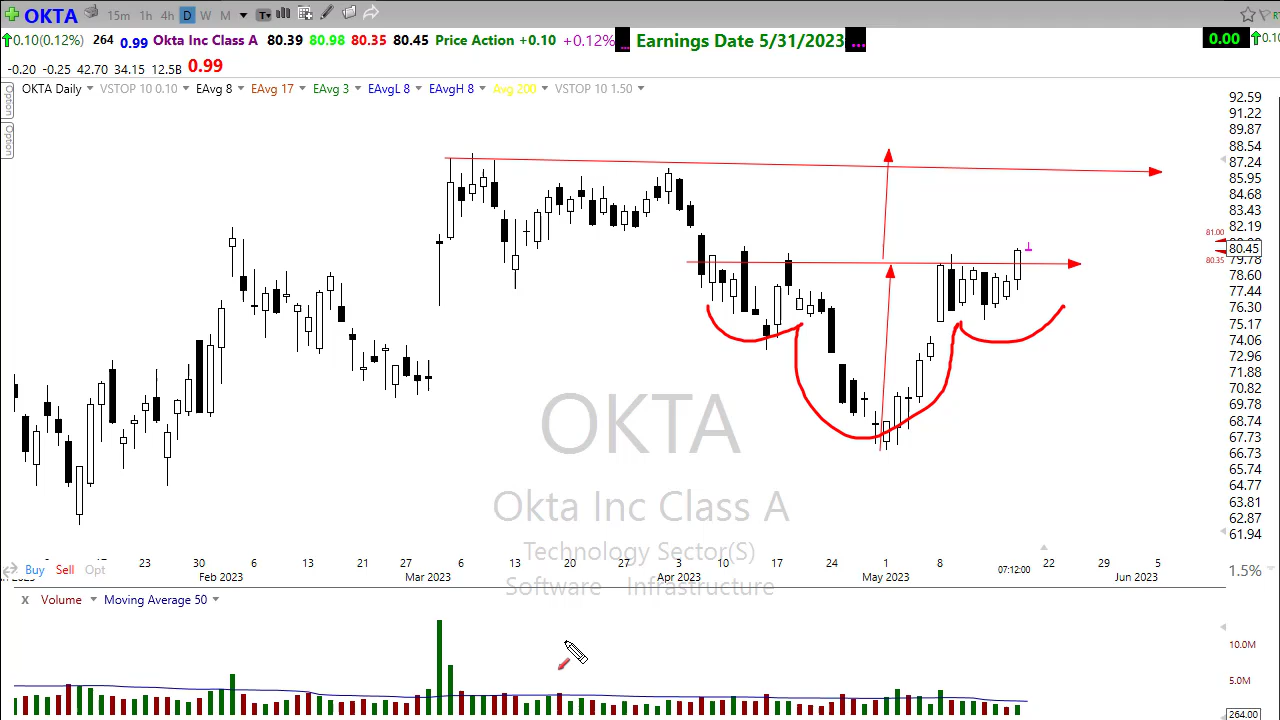 OKTA 15m 1h 4h D W M T
0.10(0.12%) 264 0.99 Okta Inc Class A 80.39 80.98 80.35 80.45 Price Action +0.10 +0.12% ... Earnings Date 5/31/2023 ... 0.00
-0.20 -0.25 42.70 34.15 12.5B 0.99
OKTA Daily VSTOP 10 0.10 EAvg 8 EAvg 17 EAvg 3 EAvgL 8 EAvgH 8 Avg 200 VSTOP 10 1.50
Option
Option
92.59
91.22
89.87
88.54
87.24
85.95
84.68
83.43
82.19
81.00
80.45
79.78
80.35
78.60
77.44
76.30
75.17
74.06
72.96
71.88
70.82
69.78
68.74
67.73
66.73
65.74
64.77
63.81
62.87
61.94
OKTA
Okta Inc Class A
Technology Sector(S)
Software Infrastructure
23 30 6 13 21 27 6 13 20 27 3 10 17 24 1 8 07:12:00 22 29 5
Feb 2023 Mar 2023 Apr 2023 May 2023 Jun 2023
Buy Sell Opt 1.5%
X Volume Moving Average 50
10.0M
5.0M
264.00